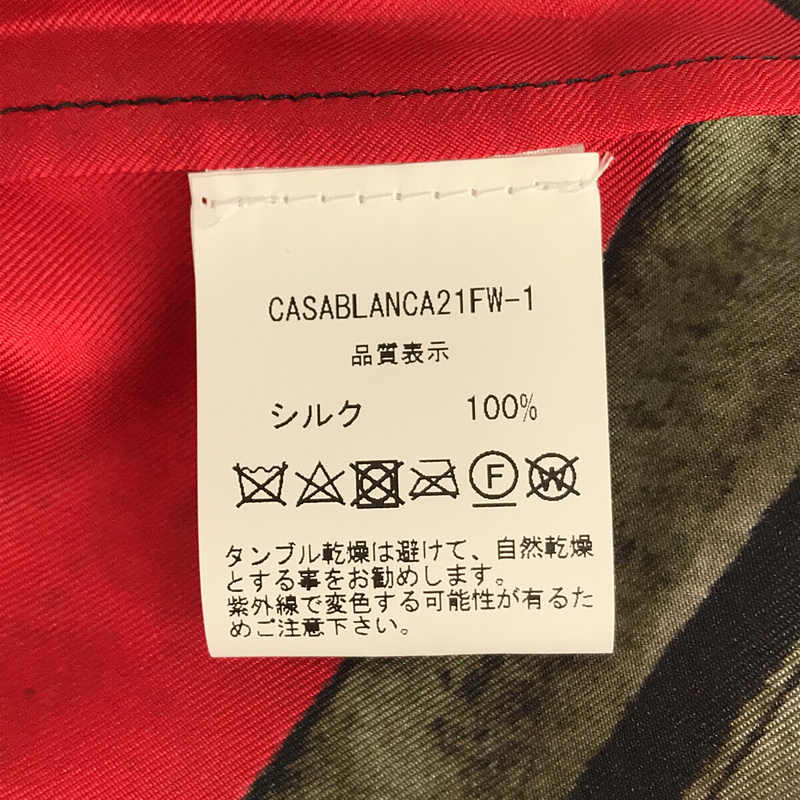 CASABLANCA21FW-1
品質表示
シルク 100%
F W
タンブル乾燥は避けて、自然乾燥
とする事をお勧めします。
紫外線で変色する可能性が有るた
めご注意下さい。